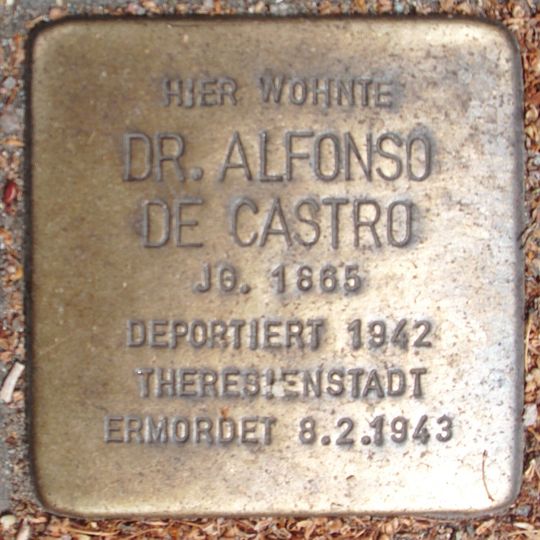 HIER WOHNTE
DR. ALFONSO
DE CASTRO
JG. 1865
DEPORTIERT 1942
THERESIENSTADT
ERMORDET 8.2.1943